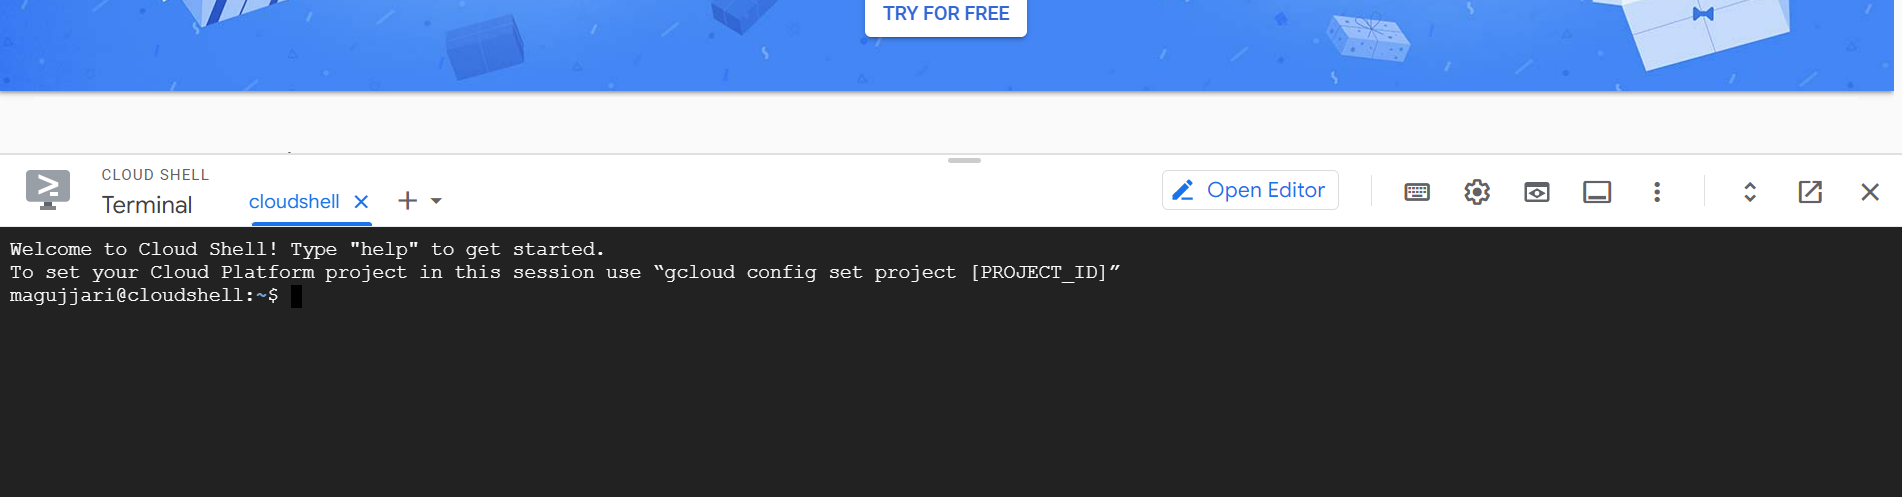 TRY FOR FREE
CLOUD SHELL
Terminal
cloudshell
Open Editor
Welcome to Cloud Shell! Type "help" to get started.
To set your Cloud Platform project in this session use “gcloud config set project [PROJECT_ID]”
magujjari@cloudshell:~$